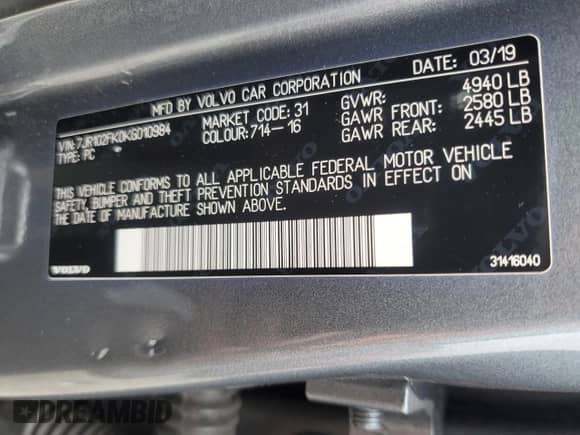 DATE: 03/19
MFD BY VOLVO CAR CORPORATION
VIN: 7JR102FK0KG010984
TYPE: PC
MARKET CODE: 31
COLOUR: 714-16
GVWR: 4940 LB
GAWR FRONT: 2580 LB
GAWR REAR: 2445 LB
THIS VEHICLE CONFORMS TO ALL APPLICABLE FEDERAL MOTOR VEHICLE
SAFETY, BUMPER AND THEFT PREVENTION STANDARDS IN EFFECT ON
THE DATE OF MANUFACTURE SHOWN ABOVE.
VOLVO
31416040
DREAMBID